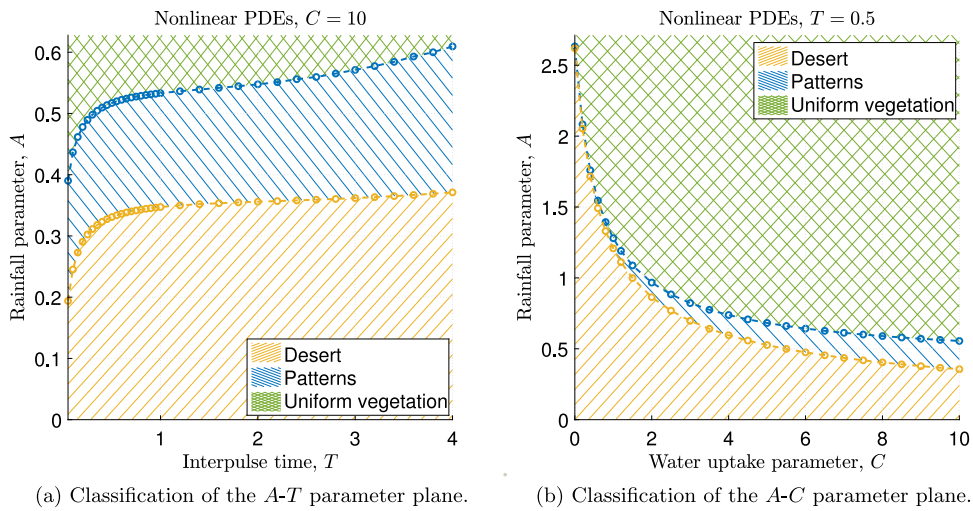 Nonlinear PDEs, C = 10
0.6
0.5
0.4
0.3
0.2
0.1
0
Rainfall parameter, A
Desert
Patterns
Uniform vegetation
1
2
3
4
Interpulse time, T
(a) Classification of the A-T parameter plane.
Nonlinear PDEs, T = 0.5
2.5
2
1.5
1
0.5
0
Rainfall parameter, A
Desert
Patterns
Uniform vegetation
0
2
4
6
8
10
Water uptake parameter, C
(b) Classification of the A-C parameter plane.